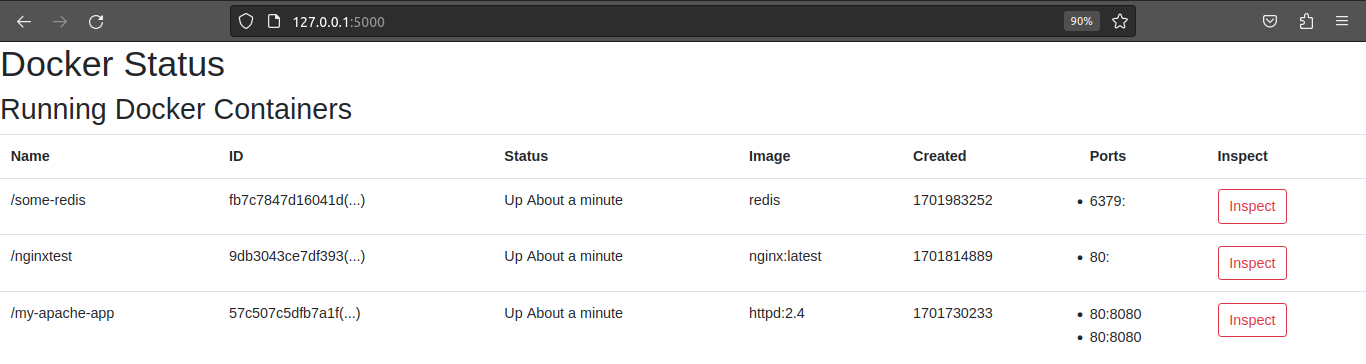 127.0.0.1:5000 90%
Docker Status
Running Docker Containers
Name ID Status Image Created Ports Inspect
/some-redis fb7c7847d16041d(...) Up About a minute redis 1701983252 • 6379: Inspect
/nginxtest 9db3043ce7df393(...) Up About a minute nginx:latest 1701814889 • 80: Inspect
/my-apache-app 57c507c5dfb7a1f(...) Up About a minute httpd:2.4 1701730233 • 80:8080 Inspect
• 80:8080